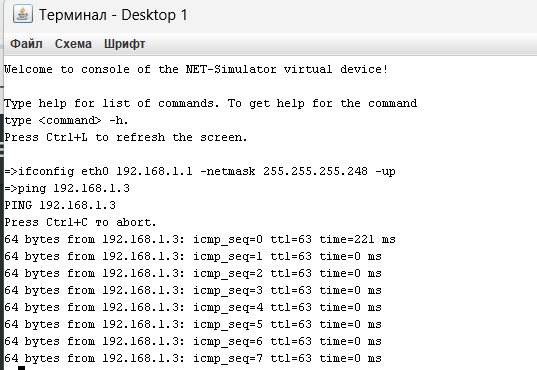 Терминал - Desktop 1
Файл Схема Шрифт
Welcome to console of the NET-Simulator virtual device!
Type help for list of commands. To get help for the command
type <command> -h.
Press Ctrl+L to refresh the screen.
=>ifconfig eth0 192.168.1.1 -netmask 255.255.255.248 -up
=>ping 192.168.1.3
PING 192.168.1.3
Press Ctrl+C to abort.
64 bytes from 192.168.1.3: icmp_seq=0 ttl=63 time=221 ms
64 bytes from 192.168.1.3: icmp_seq=1 ttl=63 time=0 ms
64 bytes from 192.168.1.3: icmp_seq=2 ttl=63 time=0 ms
64 bytes from 192.168.1.3: icmp_seq=3 ttl=63 time=0 ms
64 bytes from 192.168.1.3: icmp_seq=4 ttl=63 time=0 ms
64 bytes from 192.168.1.3: icmp_seq=5 ttl=63 time=0 ms
64 bytes from 192.168.1.3: icmp_seq=6 ttl=63 time=0 ms
64 bytes from 192.168.1.3: icmp_seq=7 ttl=63 time=0 ms